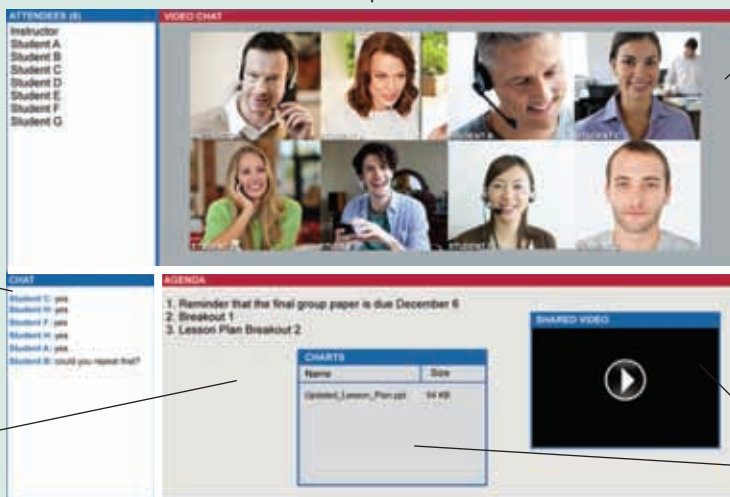 ATTENDEES (8)
Instructor
Student A
Student B
Student C
Student D
Student E
Student F
Student G
VIDEO CHAT
STUDENT B
CHAT
Student C: yes
Student H: yes
Student F: yes
Student H: yes
Student A: yes
Student B: could you repeat that?
AGENDA
1. Reminder that the final group paper is due December 6
2. Breakout 1
3. Lesson Plan Breakout 2
CHARTS
Name Size
Updated_Lesson_Plan.ppt 94 KB
SHARED VIDEO